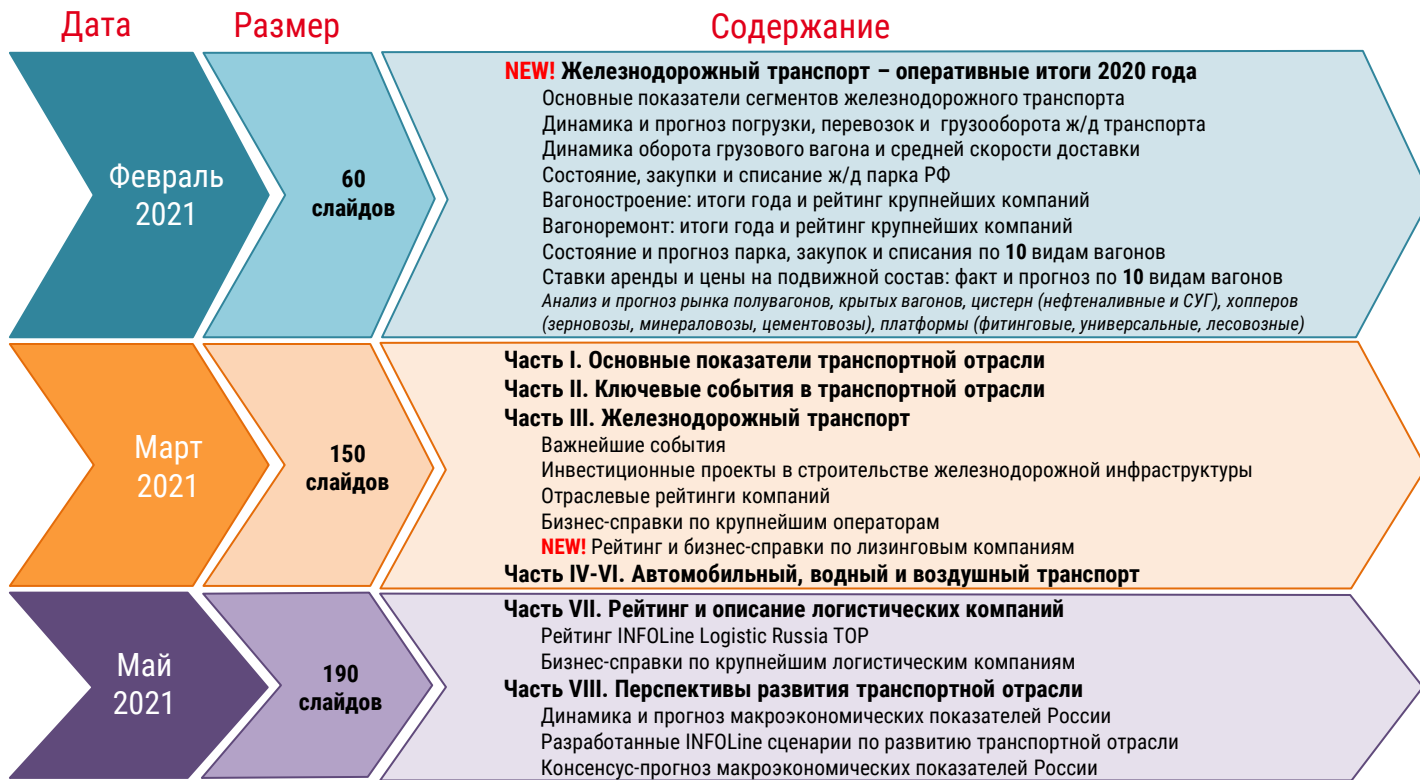 Дата
Размер
Содержание
Февраль
2021
60
слайдов
NEW! Железнодорожный транспорт – оперативные итоги 2020 года
Основные показатели сегментов железнодорожного транспорта
Динамика и прогноз погрузки, перевозок и грузооборота ж/д транспорта
Динамика оборота грузового вагона и средней скорости доставки
Состояние, закупки и списание ж/д парка РФ
Вагоностроение: итоги года и рейтинг крупнейших компаний
Вагоноремонт: итоги года и рейтинг крупнейших компаний
Состояние и прогноз парка, закупок и списания по 10 видам вагонов
Ставки аренды и цены на подвижной состав: факт и прогноз по 10 видам вагонов
Анализ и прогноз рынка полувагонов, крытых вагонов, цистерн (нефтеналивные и СУГ), хопперов
(зерновозы, минераловозы, цементовозы), платформы (фитинговые, универсальные, лесовозные)
Март
2021
150
слайдов
Часть I. Основные показатели транспортной отрасли
Часть II. Ключевые события в транспортной отрасли
Часть III. Железнодорожный транспорт
Важнейшие события
Инвестиционные проекты в строительстве железнодорожной инфраструктуры
Отраслевые рейтинги компаний
Бизнес-справки по крупнейшим операторам
NEW! Рейтинг и бизнес-справки по лизинговым компаниям
Часть IV-VI. Автомобильный, водный и воздушный транспорт
Май
2021
190
слайдов
Часть VII. Рейтинг и описание логистических компаний
Рейтинг INFOLine Logistic Russia TOP
Бизнес-справки по крупнейшим логистическим компаниям
Часть VIII. Перспективы развития транспортной отрасли
Динамика и прогноз макроэкономических показателей России
Разработанные INFOLine сценарии по развитию транспортной отрасли
Консенсус-прогноз макроэкономических показателей России